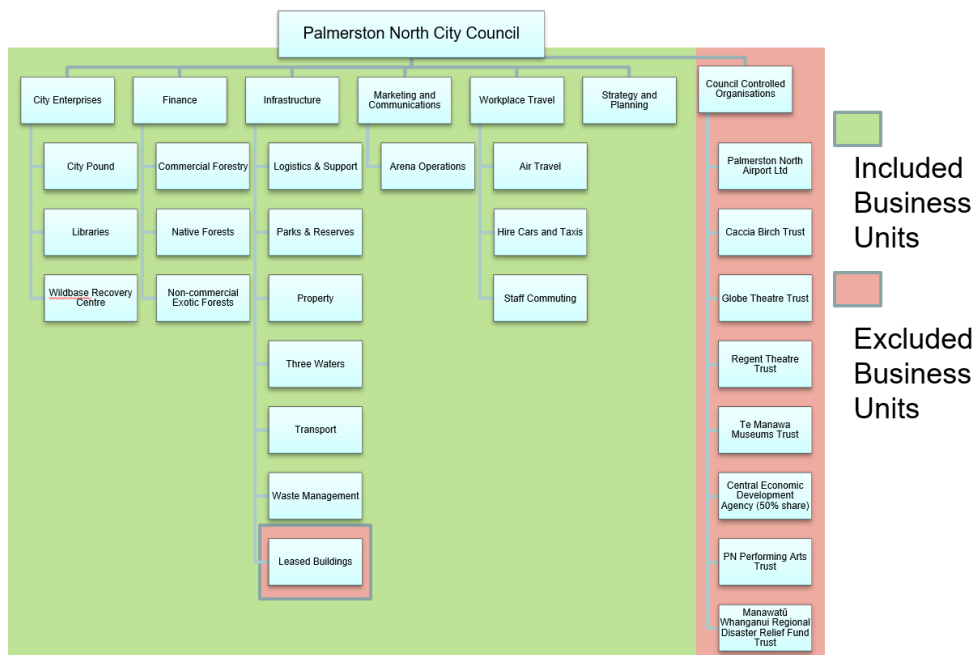 Palmerston North City Council
City Enterprises
Finance
Infrastructure
Marketing and
Communications
Workplace Travel
Strategy and
Planning
Council Controlled
Organisations
City Pound
Libraries
Wildbase Recovery
Centre
Commercial Forestry
Native Forests
Non-commercial
Exotic Forests
Logistics & Support
Parks & Reserves
Property
Three Waters
Transport
Waste Management
Leased Buildings
Arena Operations
Air Travel
Hire Cars and Taxis
Staff Commuting
Palmerston North
Airport Ltd
Caccia Birch Trust
Globe Theatre Trust
Regent Theatre
Trust
Te Manawa
Museums Trust
Central Economic
Development
Agency (50% share)
PN Performing Arts
Trust
Manawatū
Whanganui Regional
Disaster Relief Fund
Trust
Included
Business
Units
Excluded
Business
Units